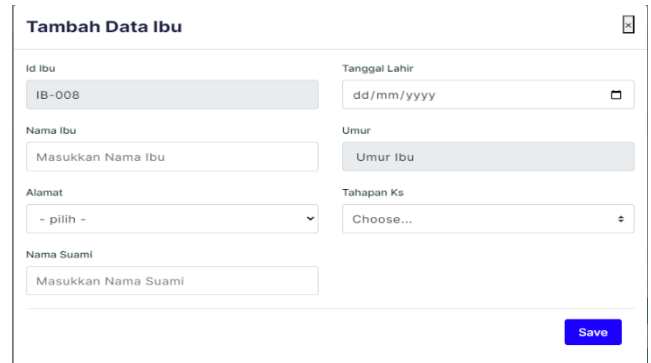 Tambah Data Ibu
×
Id Ibu
IB-008
Tanggal Lahir
dd/mm/yyyy
Nama Ibu
Masukkan Nama Ibu
Umur
Umur Ibu
Alamat
- pilih -
Tahapan Ks
Choose...
Nama Suami
Masukkan Nama Suami
Save